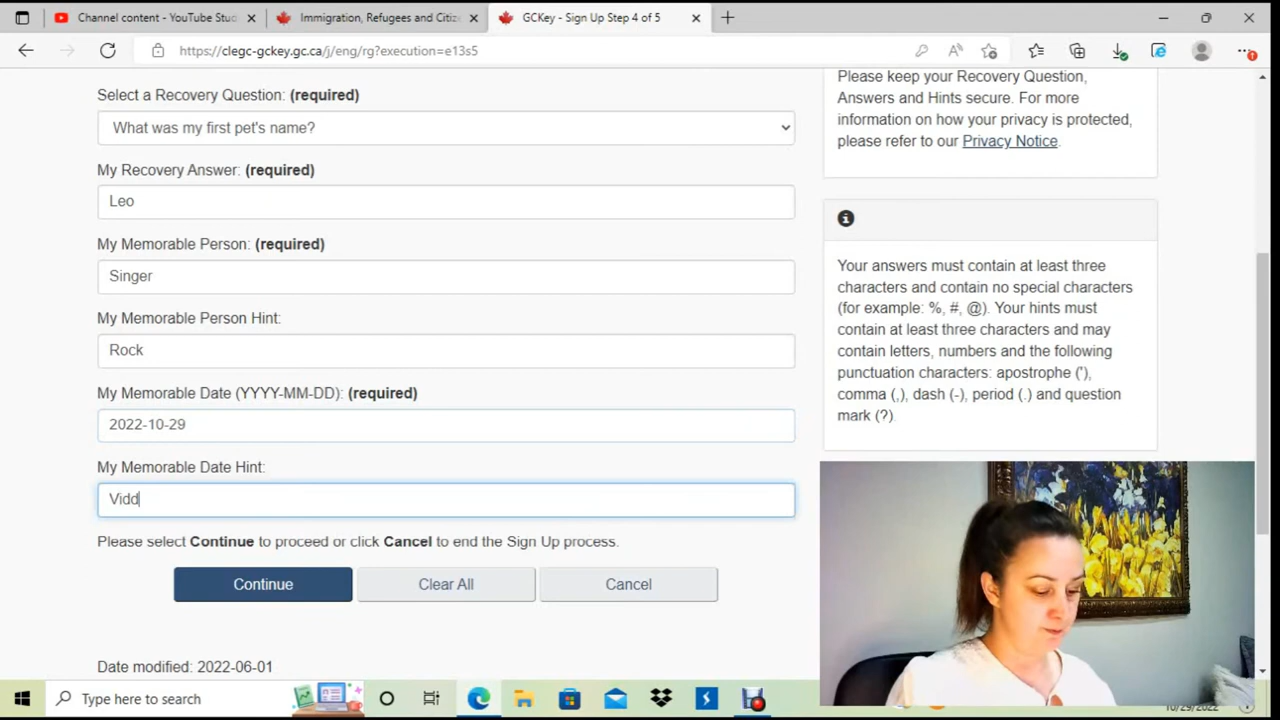 Channel content - YouTube Stud
Immigration, Refugees and Citize
GCKey - Sign Up Step 4 of 5
https://clegc-gckey.gc.ca/j/eng/rg?execution=e13s5
Select a Recovery Question: (required)
What was my first pet's name?
My Recovery Answer: (required)
Leo
My Memorable Person: (required)
Singer
My Memorable Person Hint:
Rock
My Memorable Date (YYYY-MM-DD): (required)
2022-10-29
My Memorable Date Hint:
Vidd
Please select Continue to proceed or click Cancel to end the Sign Up process.
Continue
Clear All
Cancel
Date modified: 2022-06-01
Please keep your Recovery Question,
Answers and Hints secure. For more
information on how your privacy is protected,
please refer to our Privacy Notice.
Your answers must contain at least three
characters and contain no special characters
(for example: %, #, @). Your hints must
contain at least three characters and may
contain letters, numbers and the following
punctuation characters: apostrophe ('),
comma (,), dash (-), period (.) and question
mark (?)
Type here to search
10/29/2022